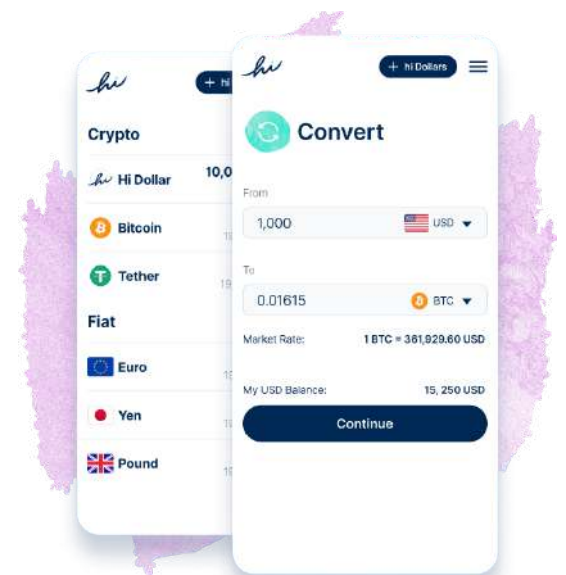 hi
+ hi
Crypto
hi Hi Dollar 10,0
Bitcoin
Tether
Fiat
Euro
Yen
Pound
hi
+ hi Dollars
Convert
From
1,000 USD
To
0.01615 BTC
Market Rate: 1 BTC = 361,929.60 USD
My USD Balance: 15, 250 USD
Continue